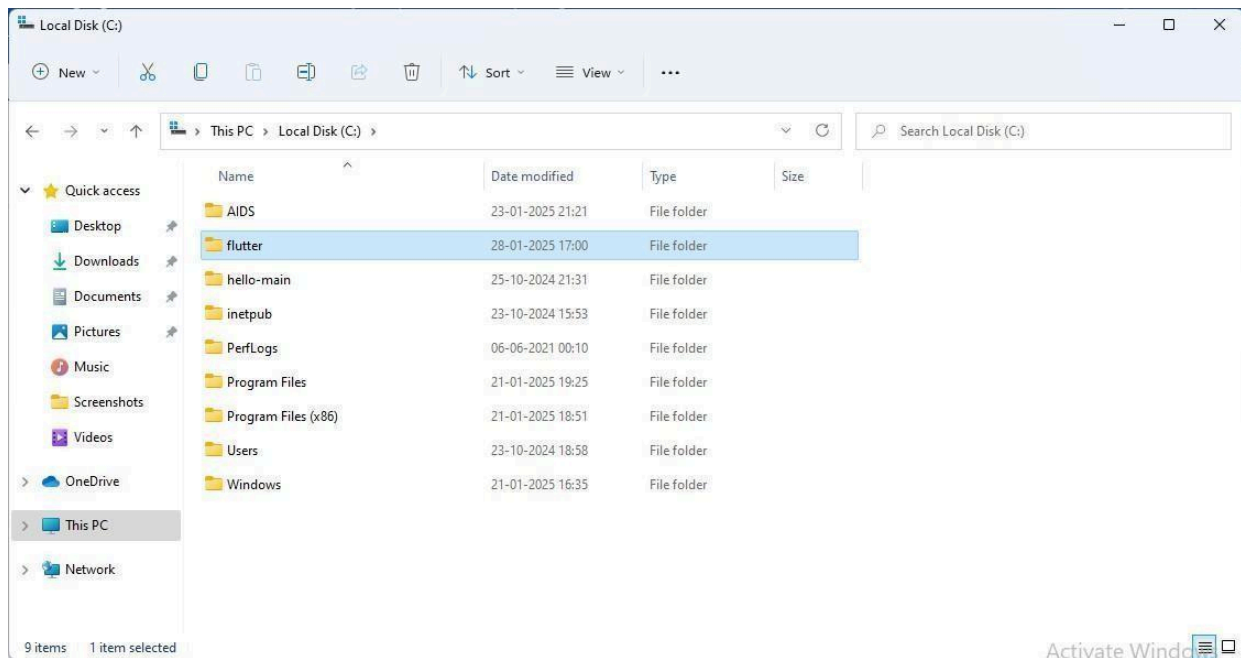 Local Disk (C:)
New
Sort
View
This PC > Local Disk (C:) >
Search Local Disk (C:)
Quick access
Desktop
Downloads
Documents
Pictures
Music
Screenshots
Videos
OneDrive
This PC
Network
Name Date modified Type Size
AIDS 23-01-2025 21:21 File folder
flutter 28-01-2025 17:00 File folder
hello-main 25-10-2024 21:31 File folder
inetpub 23-10-2024 15:53 File folder
PerfLogs 06-06-2021 00:10 File folder
Program Files 21-01-2025 19:25 File folder
Program Files (x86) 21-01-2025 18:51 File folder
Users 23-10-2024 18:58 File folder
Windows 21-01-2025 16:35 File folder
9 items 1 item selected
Activate Windows